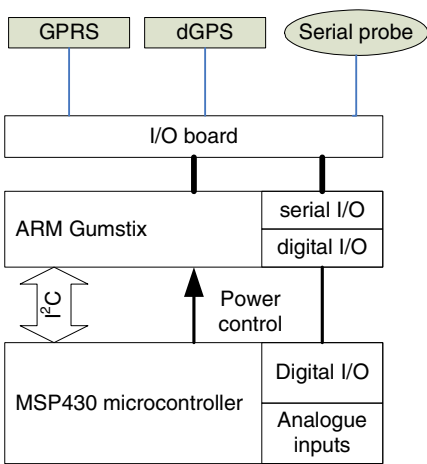 GPRS
dGPS
Serial probe
I/O board
ARM Gumstix
serial I/O
digital I/O
I²C
Power
control
MSP430 microcontroller
Digital I/O
Analogue
inputs